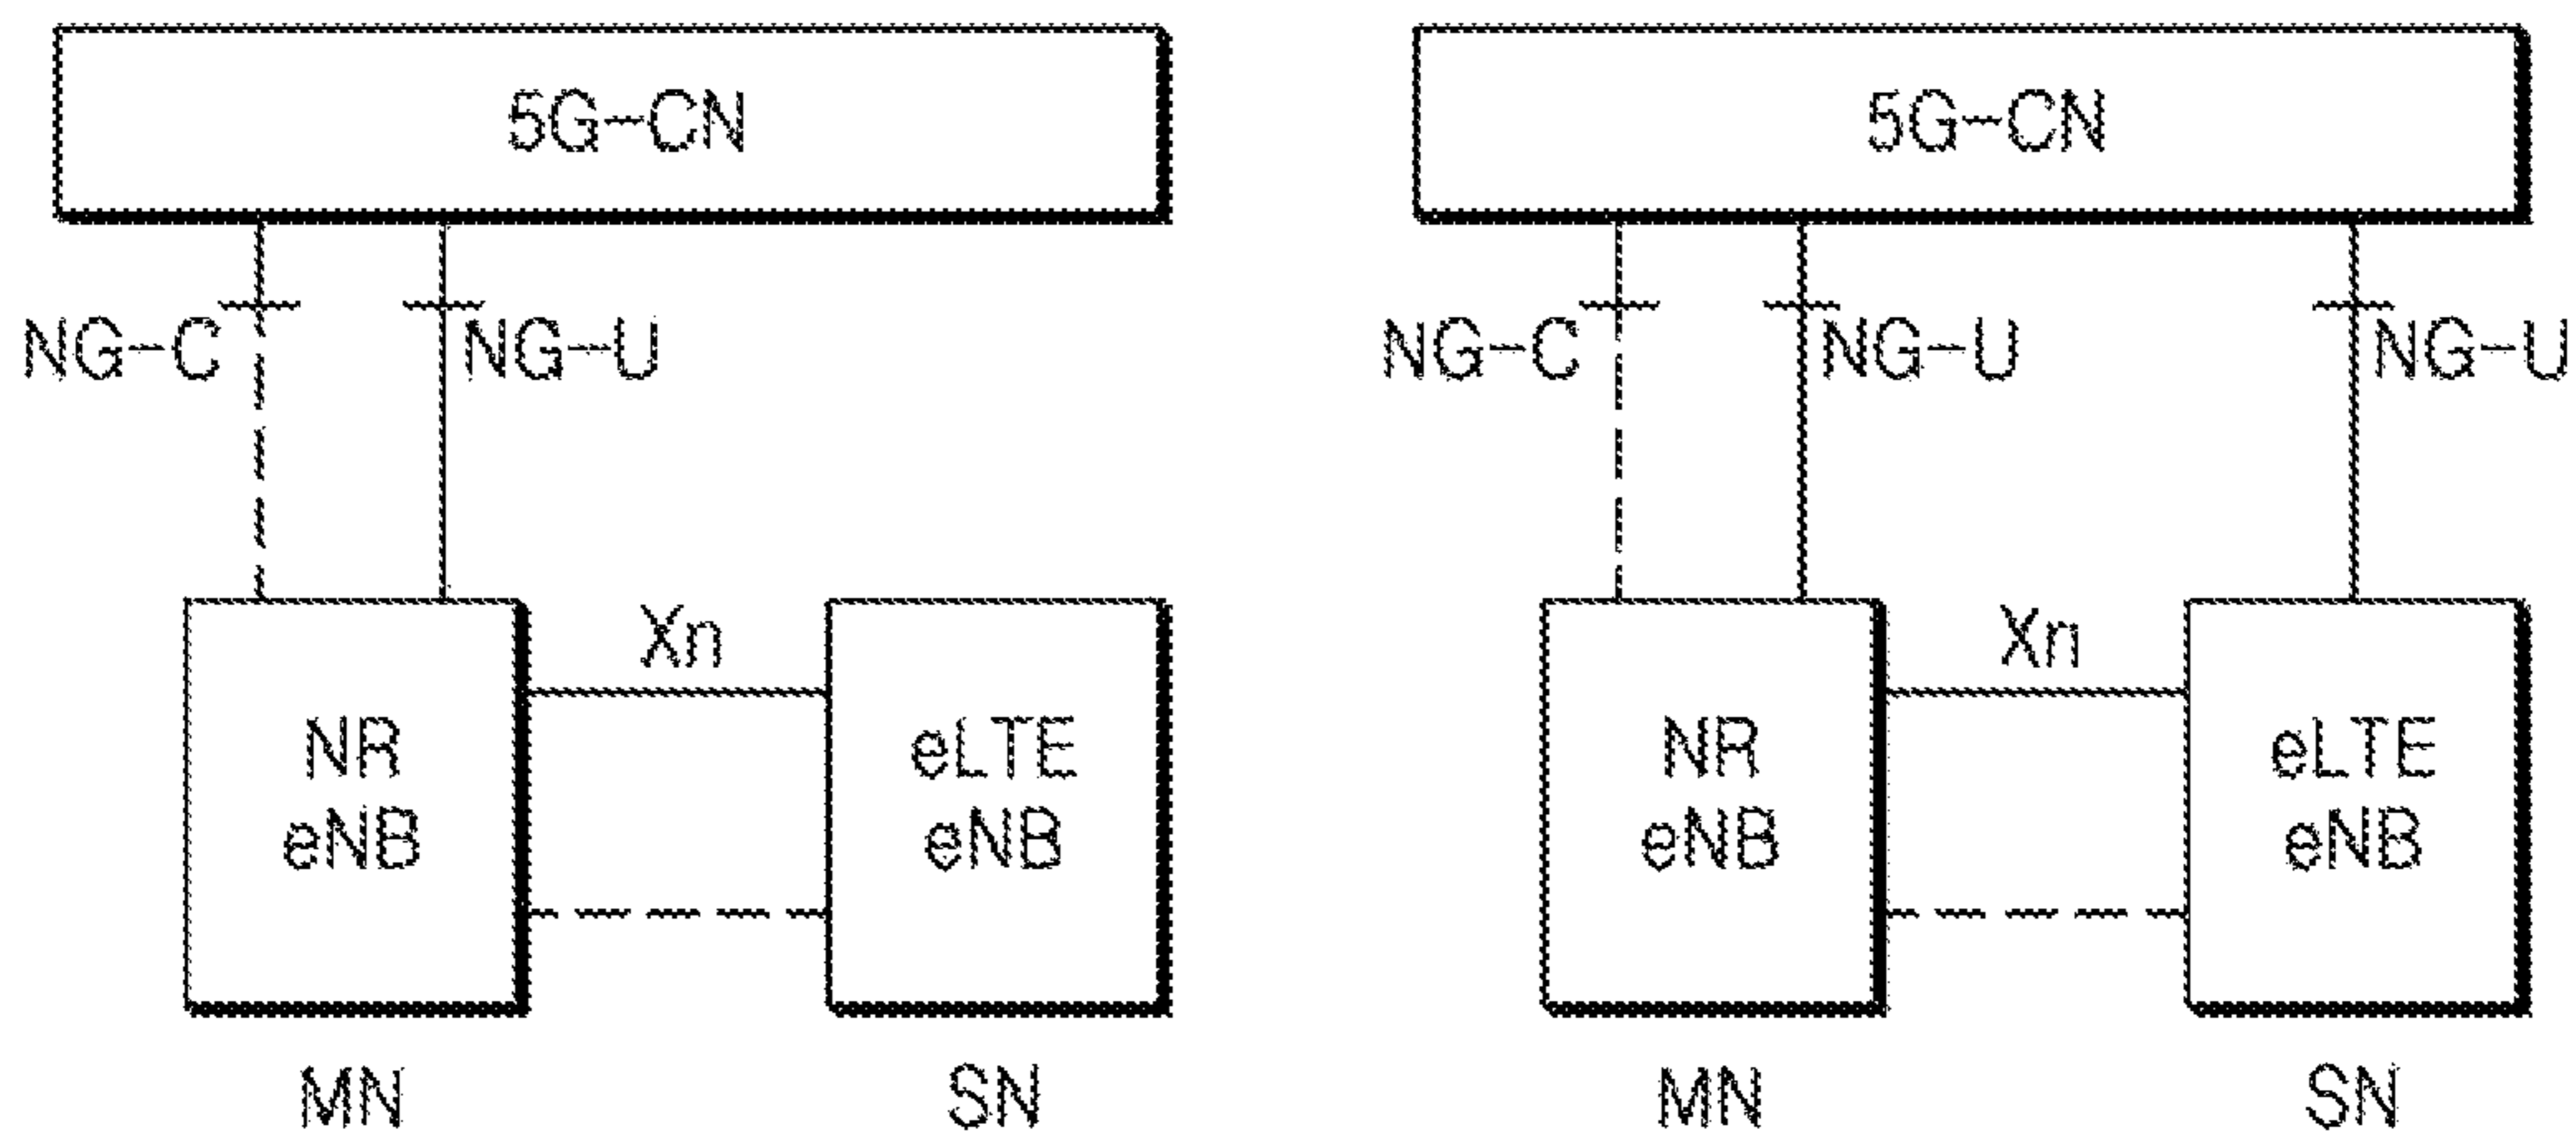 5G-CN
NG-C
NG-U
Xn
NR
eNB
eLTE
eNB
MN
SN
5G-CN
NG-C
NG-U
NG-U
Xn
NR
eNB
eLTE
eNB
MN
SN